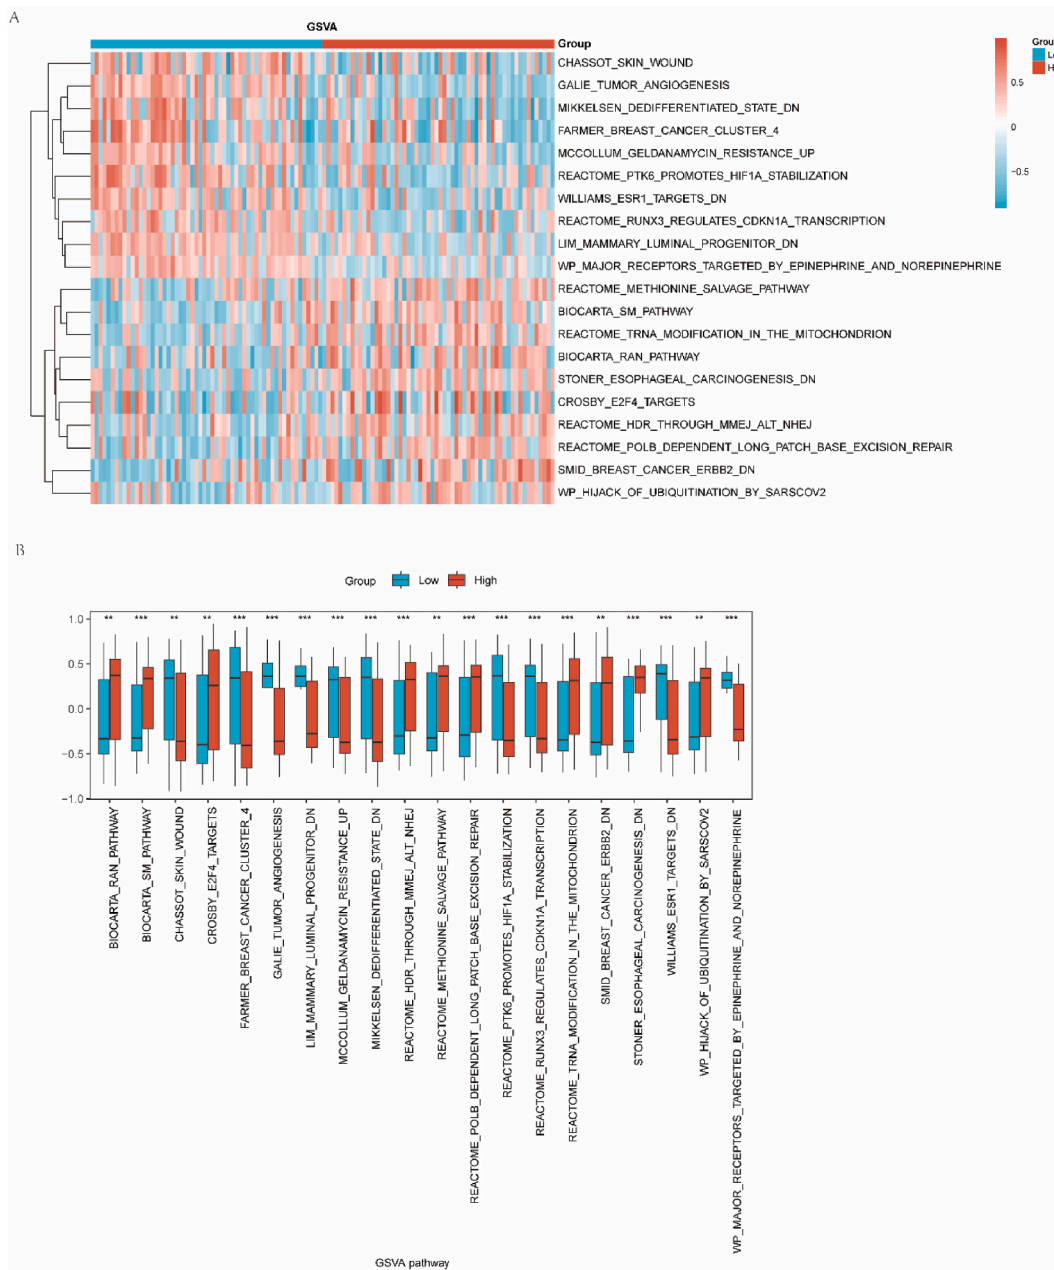 A
GSVA
Group
CHASSOT_SKIN_WOUND
GALIE_TUMOR_ANGIOGENESIS
MIKKELSEN_DEDIFFERENTIATED_STATE_DN
FARMER_BREAST_CANCER_CLUSTER_4
MCCOLLUM_GELDANAMYCIN_RESISTANCE_UP
REACTOME_PTK6_PROMOTES_HIF1A_STABILIZATION
WILLIAMS_ESR1_TARGETS_DN
REACTOME_RUNX3_REGULATES_CDKN1A_TRANSCRIPTION
LIM_MAMMARY_LUMINAL_PROGENITOR_DN
WP_MAJOR_RECEPTORS_TARGETED_BY_EPINEPHRINE_AND_NOREPINEPHRINE
REACTOME_METHIONINE_SALVAGE_PATHWAY
BIOCARTA_SM_PATHWAY
REACTOME_TRNA_MODIFICATION_IN_THE_MITOCHONDRION
BIOCARTA_RAN_PATHWAY
STONER_ESOPHAGEAL_CARCINOGENESIS_DN
CROSBY_E2F4_TARGETS
REACTOME_HDR_THROUGH_MMEJ_ALT_NHEJ
REACTOME_POLB_DEPENDENT_LONG_PATCH_BASE_EXCISION_REPAIR
SMID_BREAST_CANCER_ERBB2_DN
WP_HIJACK_OF_UBIQUITINATION_BY_SARSCOV2
0.5
0
−0.5
Grou
L
H
B
Group Low High
1.0
0.5
0.0
−0.5
−1.0
** *** ** ** *** *** *** *** *** *** ** *** *** *** *** ** *** *** ** ***
BIOCARTA_RAN_PATHWAY
BIOCARTA_SM_PATHWAY
CHASSOT_SKIN_WOUND
CROSBY_E2F4_TARGETS
FARMER_BREAST_CANCER_CLUSTER_4
GALIE_TUMOR_ANGIOGENESIS
LIM_MAMMARY_LUMINAL_PROGENITOR_DN
MCCOLLUM_GELDANAMYCIN_RESISTANCE_UP
MIKKELSEN_DEDIFFERENTIATED_STATE_DN
REACTOME_HDR_THROUGH_MMEJ_ALT_NHEJ
REACTOME_METHIONINE_SALVAGE_PATHWAY
REACTOME_POLB_DEPENDENT_LONG_PATCH_BASE_EXCISION_REPAIR
REACTOME_PTK6_PROMOTES_HIF1A_STABILIZATION
REACTOME_RUNX3_REGULATES_CDKN1A_TRANSCRIPTION
REACTOME_TRNA_MODIFICATION_IN_THE_MITOCHONDRION
SMID_BREAST_CANCER_ERBB2_DN
STONER_ESOPHAGEAL_CARCINOGENESIS_DN
WILLIAMS_ESR1_TARGETS_DN
WP_HIJACK_OF_UBIQUITINATION_BY_SARSCOV2
WP_MAJOR_RECEPTORS_TARGETED_BY_EPINEPHRINE_AND_NOREPINEPHRINE
GSVA pathway